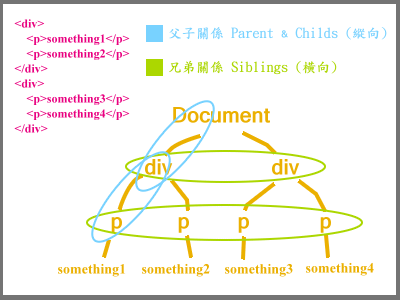 <div>
<p>something1</p>
<p>something2</p>
</div>
<div>
<p>something3</p>
<p>something4</p>
</div>
父子關係 Parent & Childs (縱向)
兄弟關係 Siblings (橫向)
Document
div div
p p p p
something1 something2 something3 something4